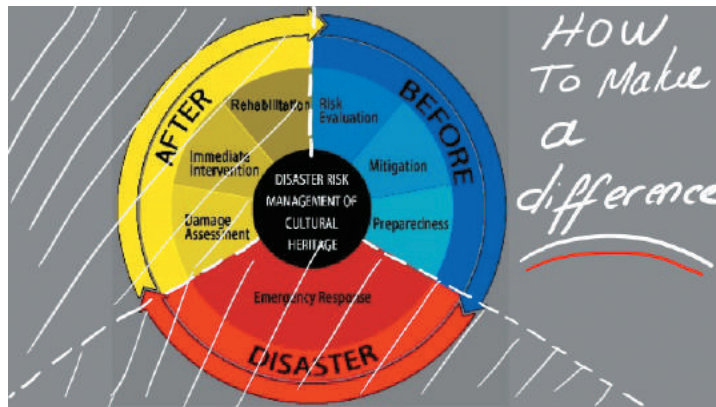 HOW
To Make
a
difference
BEFORE
Risk
Evaluation
Mitigation
Preparedness
DISASTER
Emergency Response
AFTER
Damage
Assessment
Immediate
Intervention
Rehabilitation
DISASTER RISK
MANAGEMENT OF
CULTURAL
HERITAGE